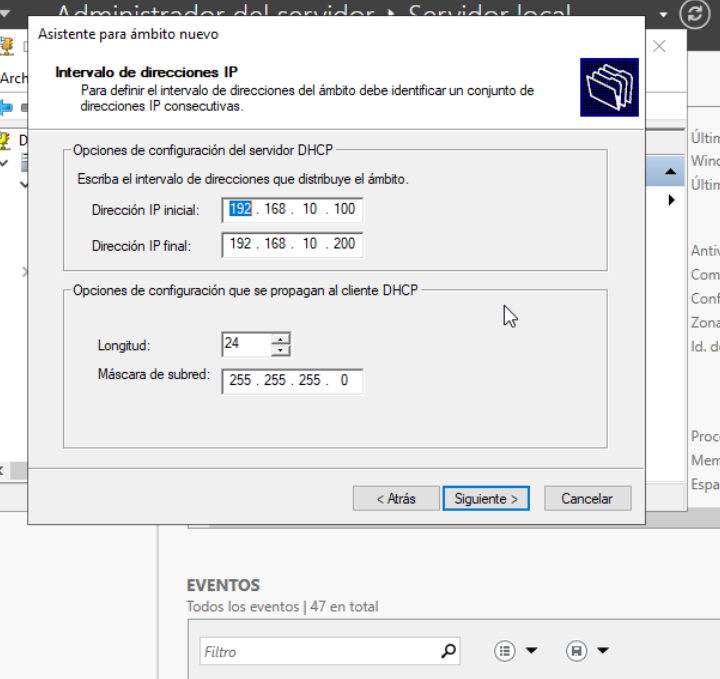 Administrador del servidor Servidor local
Asistente para ámbito nuevo
Arch
Intervalo de direcciones IP
Para definir el intervalo de direcciones del ámbito debe identificar un conjunto de
direcciones IP consecutivas.
D
Opciones de configuración del servidor DHCP
Escriba el intervalo de direcciones que distribuye el ámbito.
Dirección IP inicial: 192 . 168 . 10 . 100
Dirección IP final: 192 . 168 . 10 . 200
Opciones de configuración que se propagan al cliente DHCP
Longitud: 24
Máscara de subred: 255 . 255 . 255 . 0
< Atrás
Siguiente >
Cancelar
Últim
Wind
Últim
Antiv
Com
Conf
Zona
Id. de
Proce
Mem
Espa
EVENTOS
Todos los eventos | 47 en total
Filtro